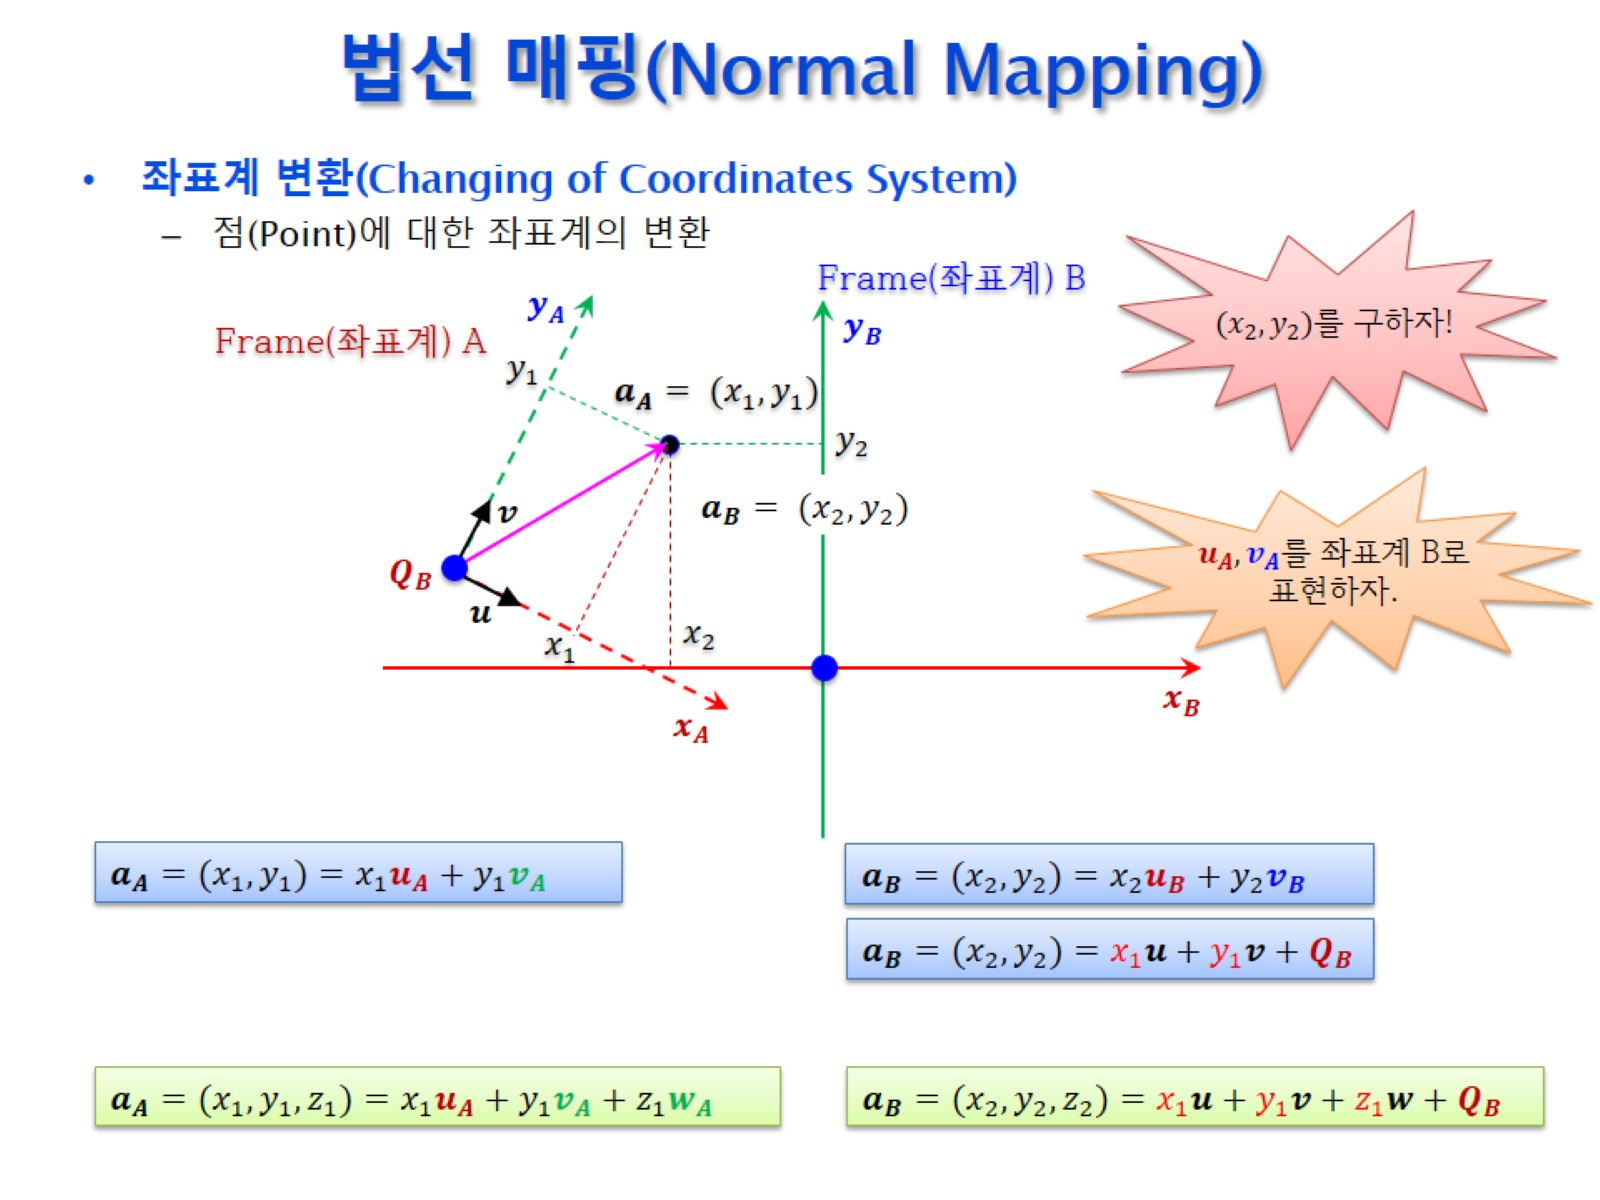 법선 매핑(Normal Mapping)
• 좌표계 변환(Changing of Coordinates System)
– 점(Point)에 대한 좌표계의 변환
Frame(좌표계) A
Frame(좌표계) B
y_A
y_B
y₁
a_A = (x₁, y₁)
y₂
a_B = (x₂, y₂)
v
Q_B
u
x₁
x₂
x_A
x_B
(x₂, y₂)를 구하자!
u_A, v_A를 좌표계 B로
표현하자.
a_A = (x₁, y₁) = x₁u_A + y₁v_A
a_B = (x₂, y₂) = x₂u_B + y₂v_B
a_B = (x₂, y₂) = x₁u + y₁v + Q_B
a_A = (x₁, y₁, z₁) = x₁u_A + y₁v_A + z₁w_A
a_B = (x₂, y₂, z₂) = x₁u + y₁v + z₁w + Q_B